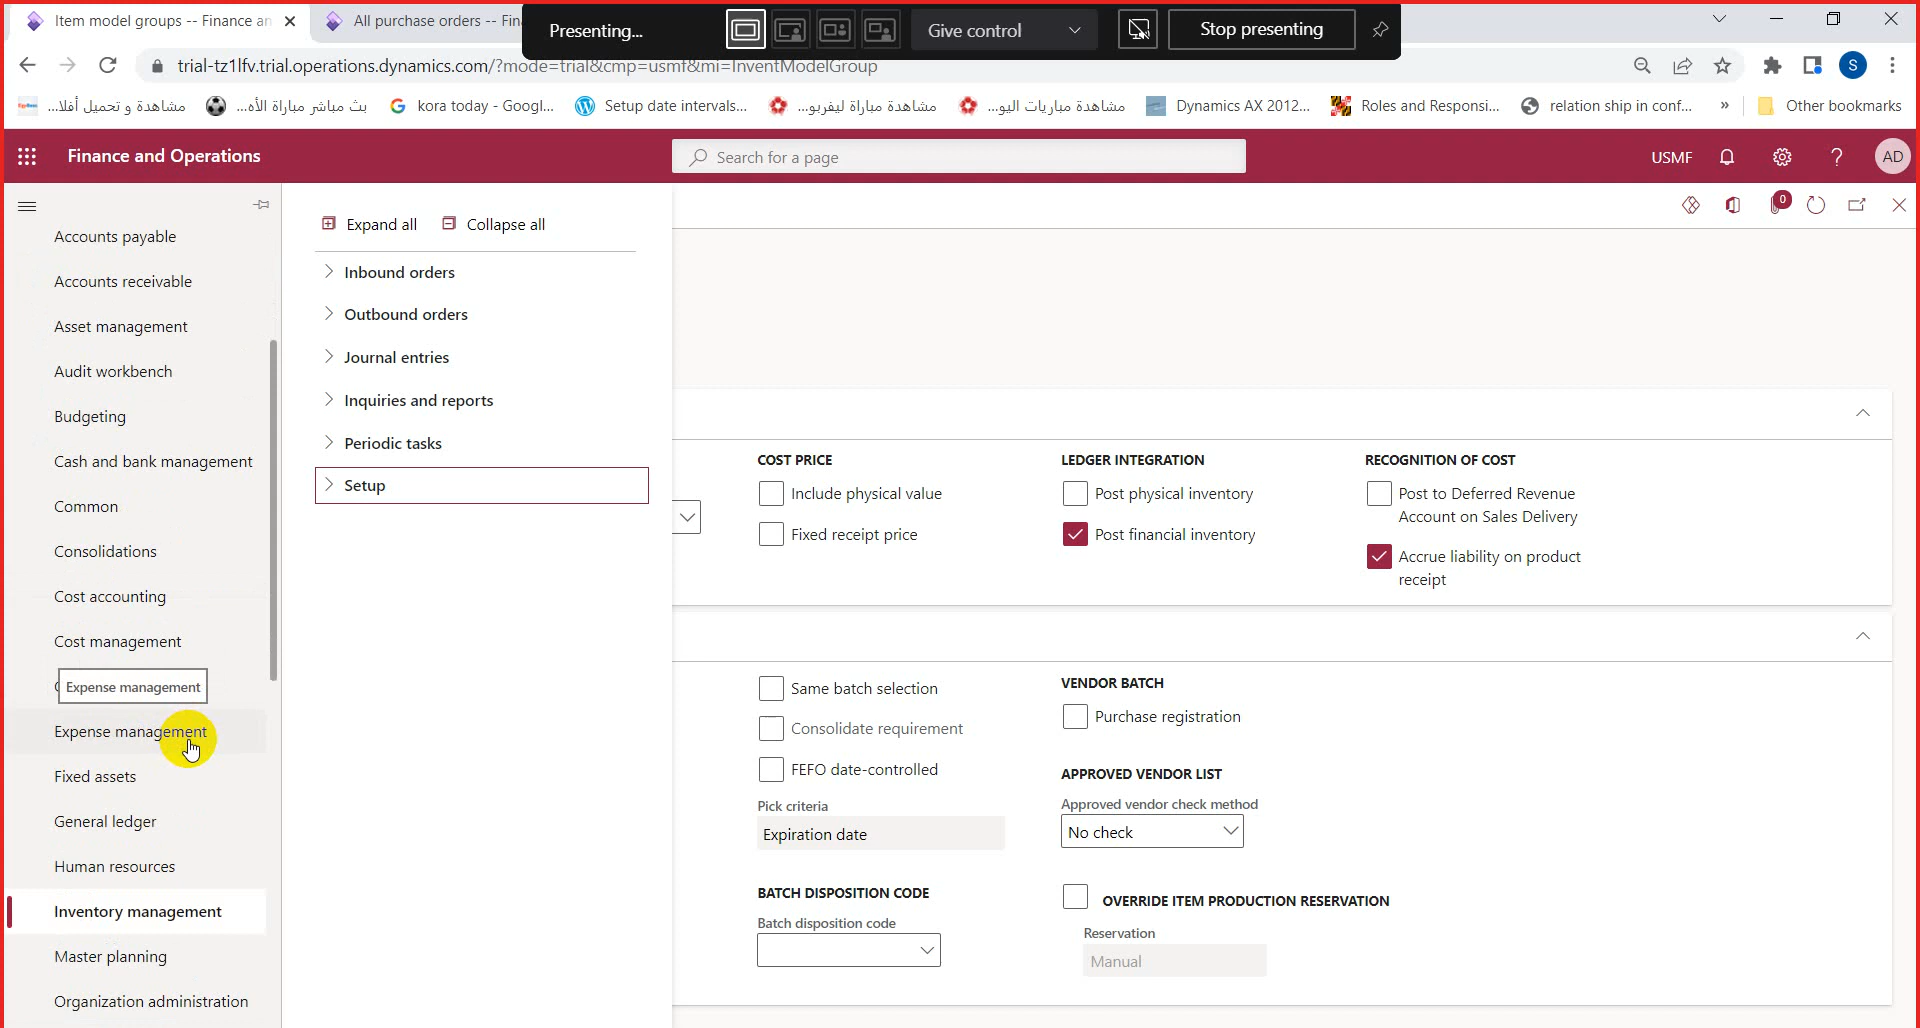 Item model groups -- Finance an
All purchase orders -- Fin
Presenting...
Give control
Stop presenting
trial-tz1lfv.trial.operations.dynamics.com/?mode=trial&cmp=usmf&mi=InventModelGroup
S
مشاهدة و تحميل أفلا...
بث مباشر مباراة الأه...
kora today - Googl...
Setup date intervals...
مشاهدة مباراة ليفربو...
مشاهدة مباريات اليو...
Dynamics AX 2012...
Roles and Responsi...
relation ship in conf...
»
Other bookmarks
Finance and Operations
Search for a page
USMF
?
AD
0
Expand all
Collapse all
Accounts payable
Accounts receivable
Asset management
Audit workbench
Budgeting
Cash and bank management
Common
Consolidations
Cost accounting
Cost management
Expense management
Expense management
Fixed assets
General ledger
Human resources
Inventory management
Master planning
Organization administration
Inbound orders
Outbound orders
Journal entries
Inquiries and reports
Periodic tasks
Setup
COST PRICE
Include physical value
Fixed receipt price
LEDGER INTEGRATION
Post physical inventory
Post financial inventory
RECOGNITION OF COST
Post to Deferred Revenue
Account on Sales Delivery
Accrue liability on product
receipt
Same batch selection
Consolidate requirement
FEFO date-controlled
Pick criteria
Expiration date
BATCH DISPOSITION CODE
Batch disposition code
VENDOR BATCH
Purchase registration
APPROVED VENDOR LIST
Approved vendor check method
No check
OVERRIDE ITEM PRODUCTION RESERVATION
Reservation
Manual